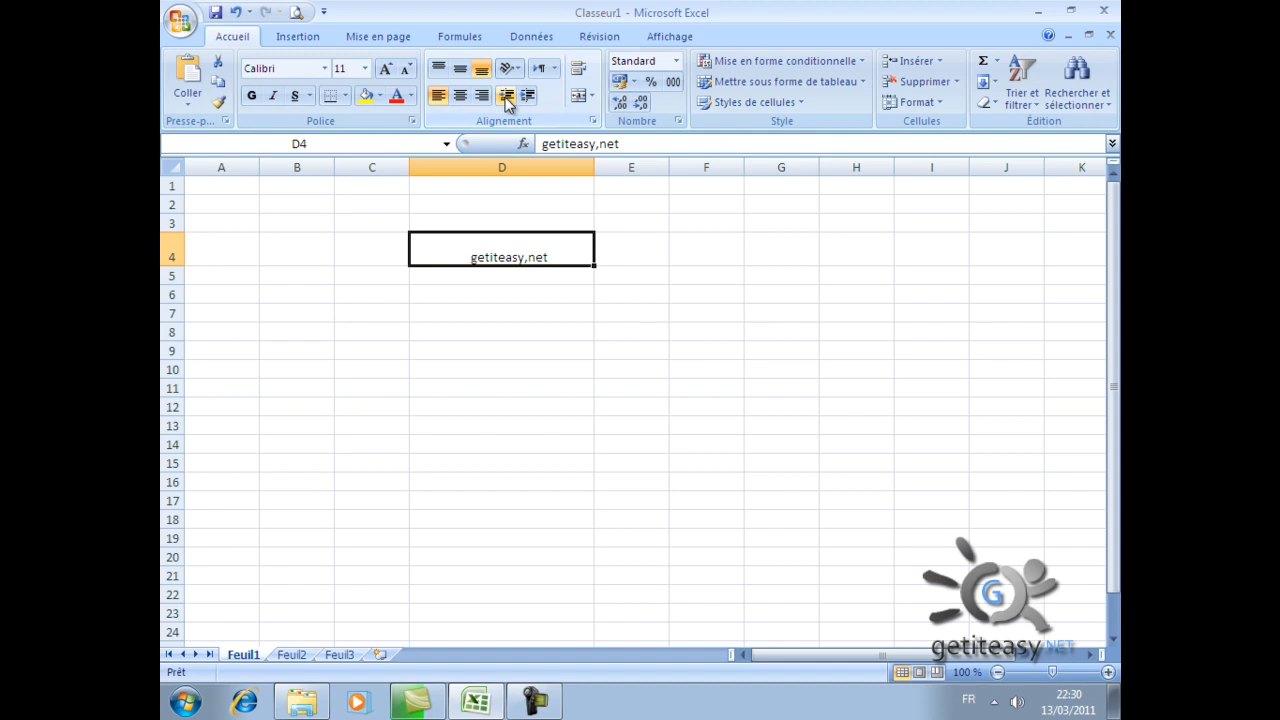 Classeur1 - Microsoft Excel
Accueil Insertion Mise en page Formules Données Révision Affichage
Coller
Presse-p...
Calibri 11
G I S
Police
Alignement
Standard
% 000
Nombre
Mise en forme conditionnelle
Mettre sous forme de tableau
Styles de cellules
Style
Insérer
Supprimer
Format
Cellules
Σ
Trier et filtrer
Rechercher et sélectionner
Édition
D4 fx getiteasy,net
A B C D E F G H I J K
1
2
3
4 getiteasy,net
5
6
7
8
9
10
11
12
13
14
15
16
17
18
19
20
21
22
23
24
G
getiteasy.NET
Feuil1 Feuil2 Feuil3
Prêt 100 %
FR 22:30
13/03/2011